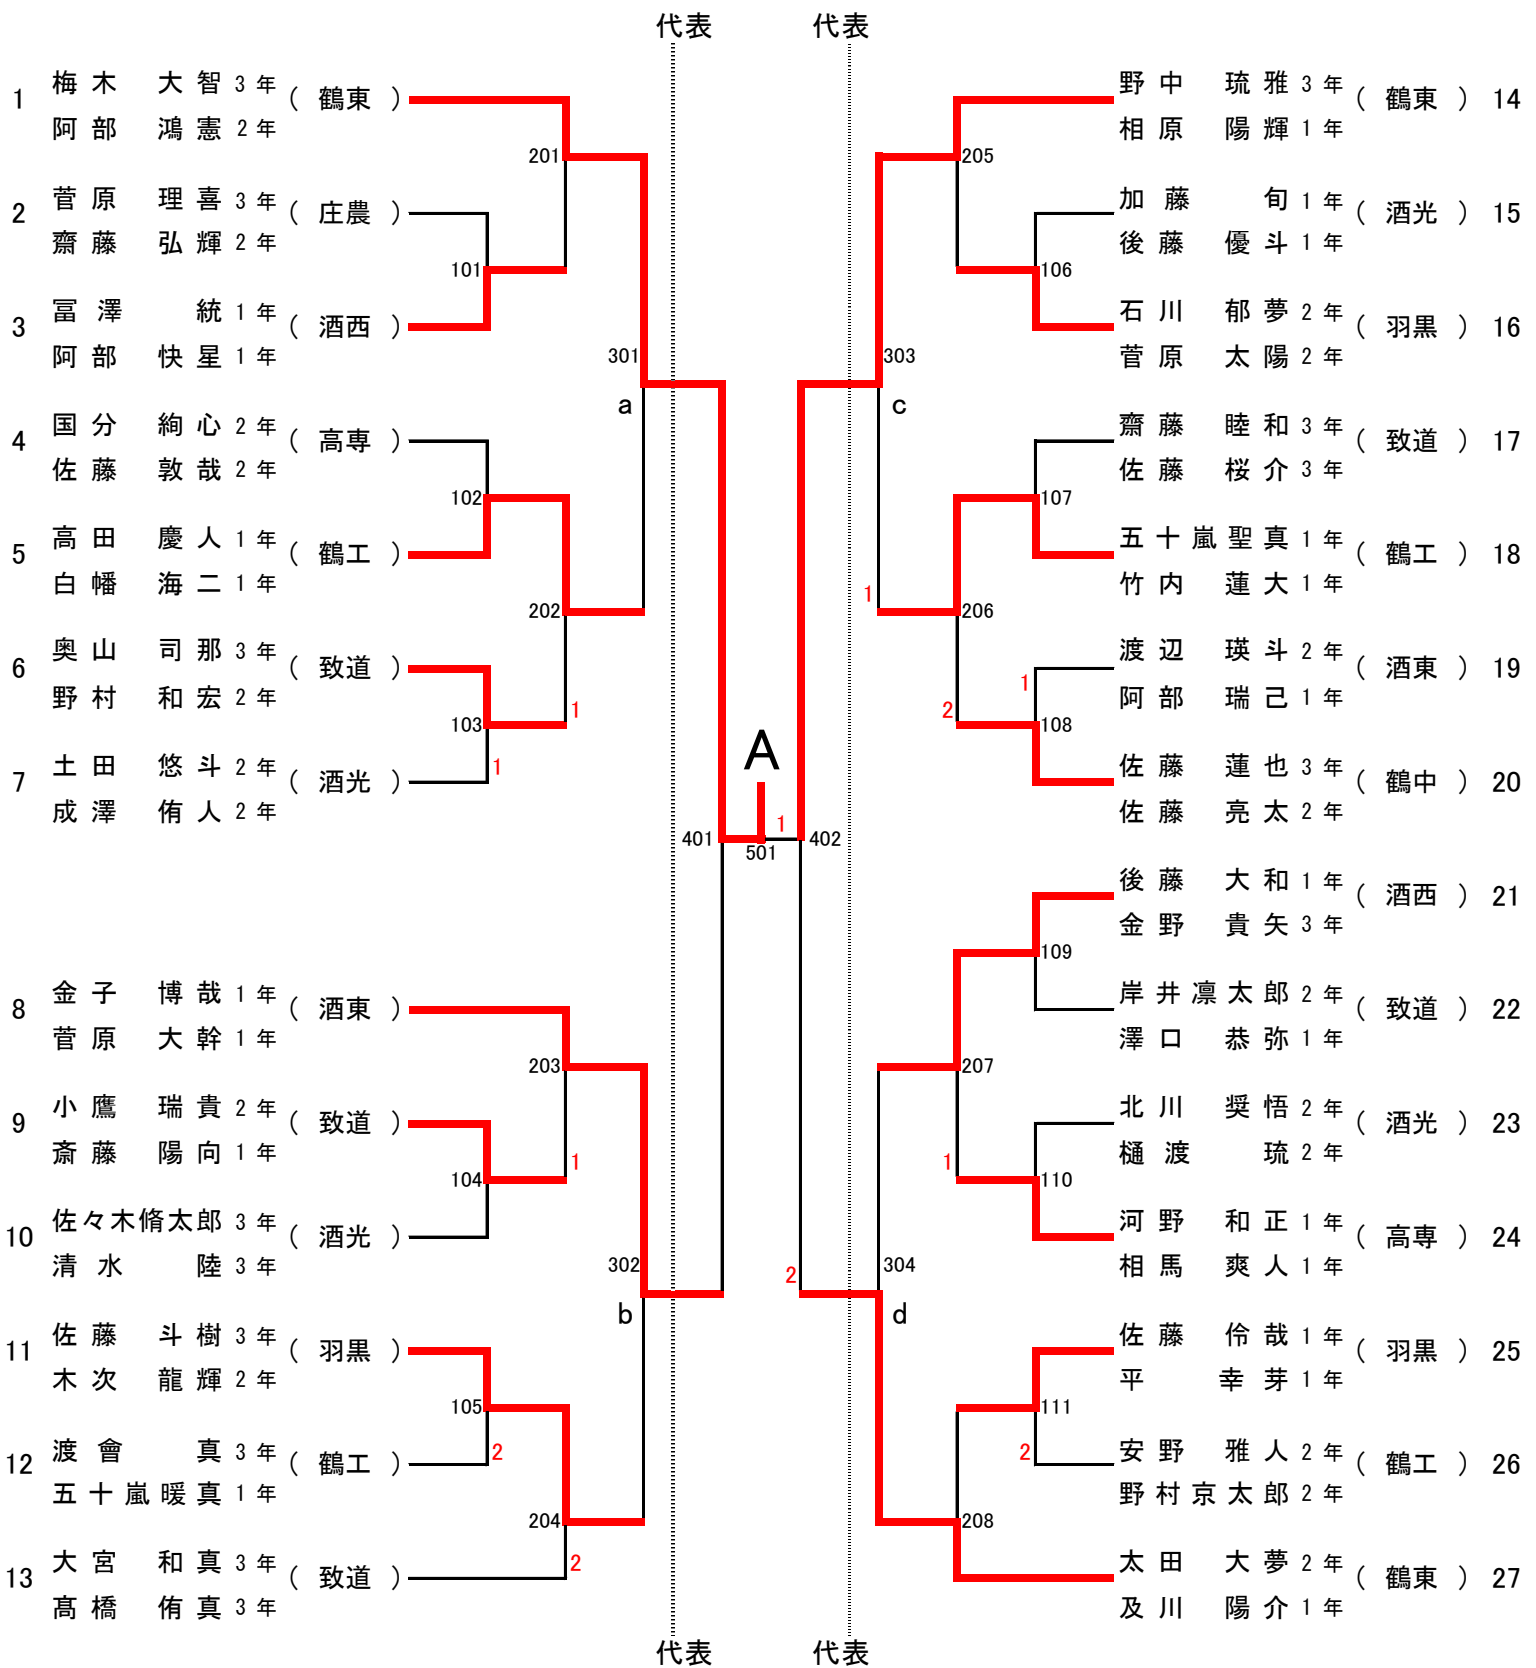 代表 代表
1 梅木 大智 3年 ( 鶴東 )
阿部 鴻憲 2年
201
2 菅原 理喜 3年 ( 庄農 )
齋藤 弘輝 2年
101
3 冨澤 統 1年 ( 酒西 )
阿部 快星 1年
301
a
4 国分 絢心 2年 ( 高専 )
佐藤 敦哉 2年
102
5 高田 慶人 1年 ( 鶴工 )
白幡 海二 1年
202
6 奥山 司那 3年 ( 致道 )
野村 和宏 2年
103 1
7 土田 悠斗 2年 ( 酒光 ) 1
成澤 侑人 2年
8 金子 博哉 1年 ( 酒東 )
菅原 大幹 1年
203
9 小鷹 瑞貴 2年 ( 致道 )
斎藤 陽向 1年
104 1
10 佐々木脩太郎 3年 ( 酒光 )
清水 陸 3年
302
b
11 佐藤 斗樹 3年 ( 羽黒 )
木次 龍輝 2年
105
12 渡會 真 3年 ( 鶴工 ) 2
五十嵐暖真 1年
204
13 大宮 和真 3年 ( 致道 ) 2
髙橋 侑真 3年
A
1
401 402
501
野中 琉雅 3年 ( 鶴東 ) 14
相原 陽輝 1年
205
加藤 旬 1年 ( 酒光 ) 15
後藤 優斗 1年
106
石川 郁夢 2年 ( 羽黒 ) 16
菅原 太陽 2年
303
c
齋藤 睦和 3年 ( 致道 ) 17
佐藤 桜介 3年
107
五十嵐聖真 1年 ( 鶴工 ) 18
竹内 蓮大 1年
1
206
渡辺 瑛斗 2年 ( 酒東 ) 19
阿部 瑞己 1年
1
2 108
佐藤 蓮也 3年 ( 鶴中 ) 20
佐藤 亮太 2年
後藤 大和 1年 ( 酒西 ) 21
金野 貴矢 3年
109
岸井凛太郎 2年 ( 致道 ) 22
澤口 恭弥 1年
207
北川 奨悟 2年 ( 酒光 ) 23
樋渡 琉 2年
1 110
河野 和正 1年 ( 高専 ) 24
相馬 爽人 1年
2 304
d
佐藤 伶哉 1年 ( 羽黒 ) 25
平 幸芽 1年
111
2 安野 雅人 2年 ( 鶴工 ) 26
野村京太郎 2年
208
太田 大夢 2年 ( 鶴東 ) 27
及川 陽介 1年
代表 代表